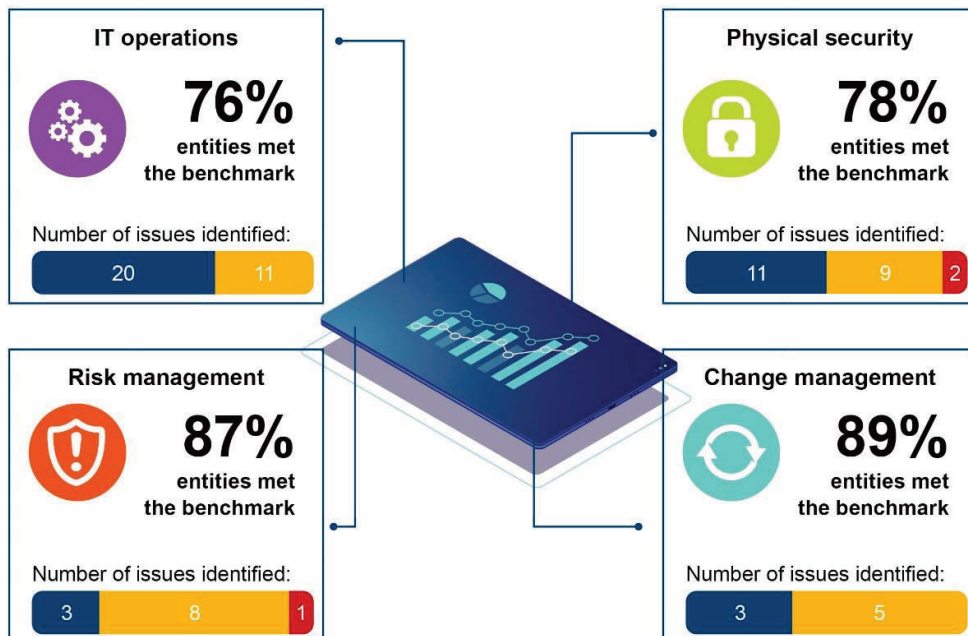 IT operations
76%
entities met
the benchmark
Number of issues identified:
20 11
Physical security
78%
entities met
the benchmark
Number of issues identified:
11 9 2
Risk management
87%
entities met
the benchmark
Number of issues identified:
3 8 1
Change management
89%
entities met
the benchmark
Number of issues identified:
3 5